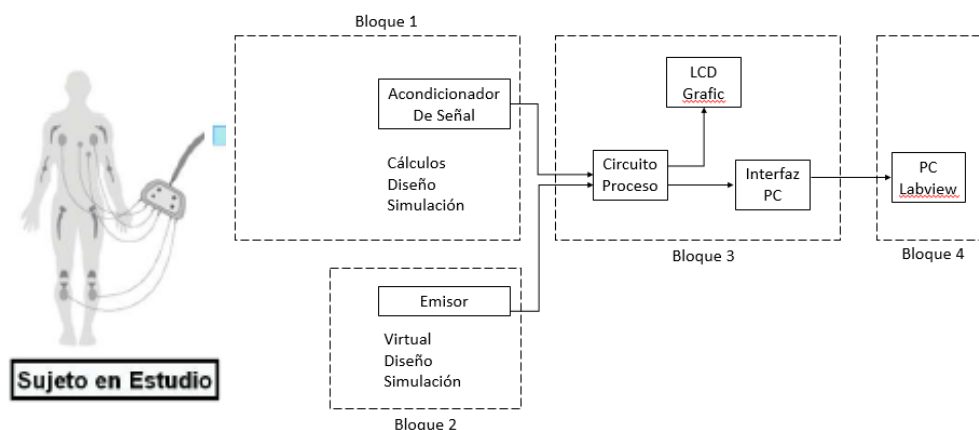 Bloque 1
Acondicionador
De Señal
Cálculos
Diseño
Simulación
LCD
Grafic
Circuito
Proceso
Interfaz
PC
Bloque 3
PC
Labview
Bloque 4
Emisor
Virtual
Diseño
Simulación
Bloque 2
Sujeto en Estudio